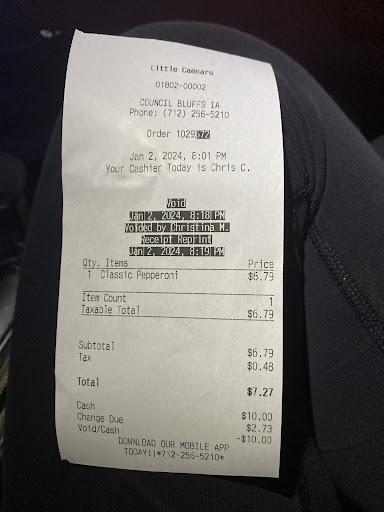 Little Caesars
01802-00002
COUNCIL BLUFFS IA
Phone: (712) 256-5210
Order 1029672
Jan 2, 2024, 8:01 PM
Your Cashier Today is Chris C.
Void
Jan 2, 2024, 8:18 PM
Voided by Christina M.
Receipt Reprint
Jan 2, 2024, 8:19 PM
Qty. Items Price
1 Classic Pepperoni $6.79
Item Count 1
Taxable Total $6.79
Subtotal $6.79
Tax $0.48
Total $7.27
Cash $10.00
Change Due $2.73
Void/Cash -$10.00
DOWNLOAD OUR MOBILE APP
TODAY!|*712-256-5210*